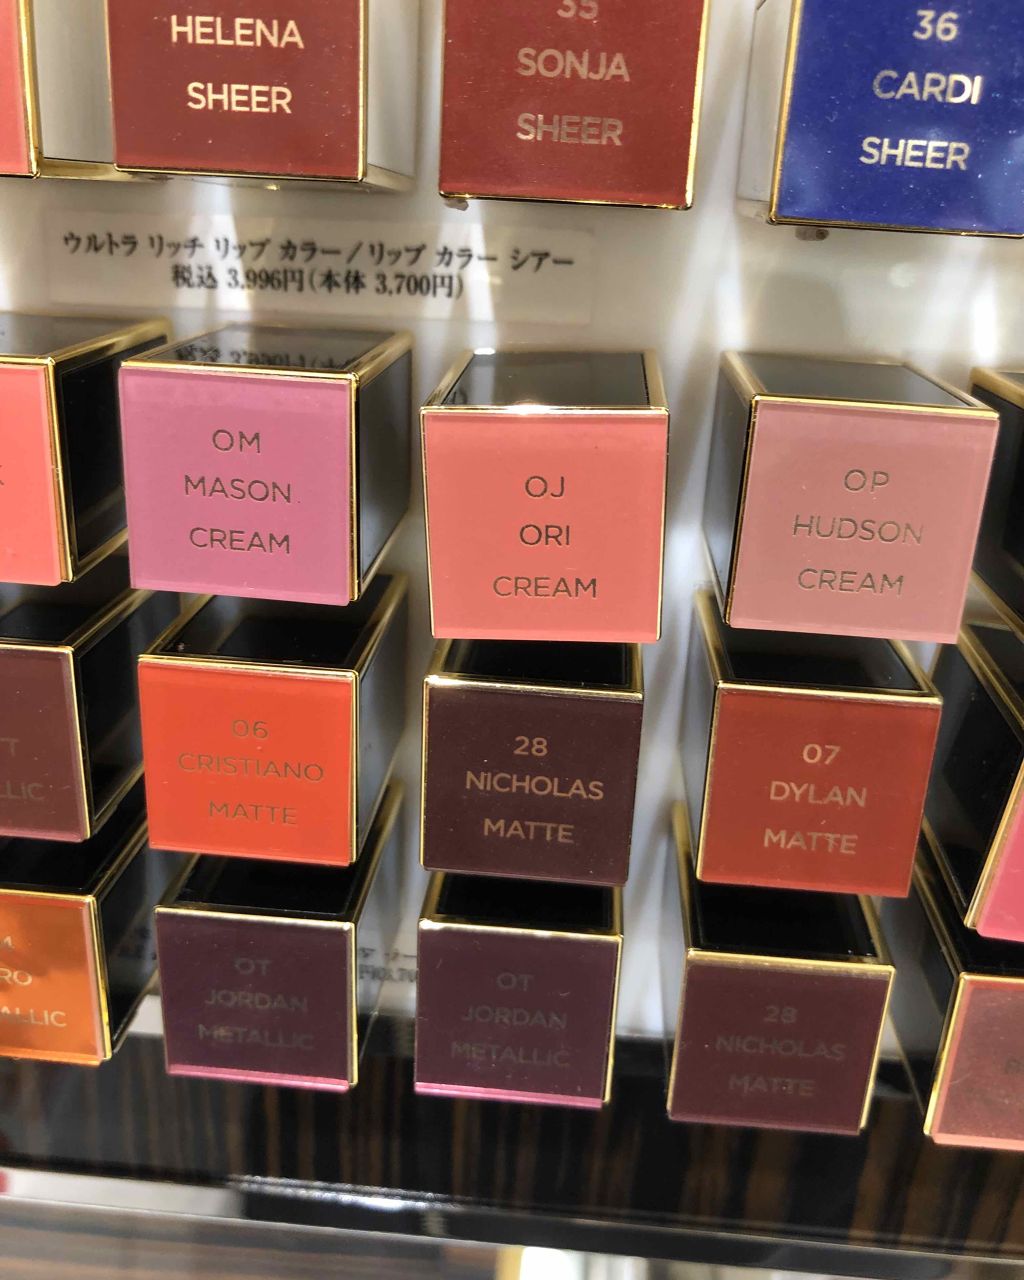 HELENA
SHEER
35
SONJA
SHEER
36
CARDI
SHEER
ウルトラ リッチ リップ カラー/リップ カラー シアー
税込 3,996円(本体 3,700円)
OM
MASON
CREAM
OJ
ORI
CREAM
OP
HUDSON
CREAM
06
CRISTIANO
MATTE
28
NICHOLAS
MATTE
07
DYLAN
MATTE
OT
JORDAN
METALLIC
OT
JORDAN
METALLIC
28
NICHOLAS
MATTE